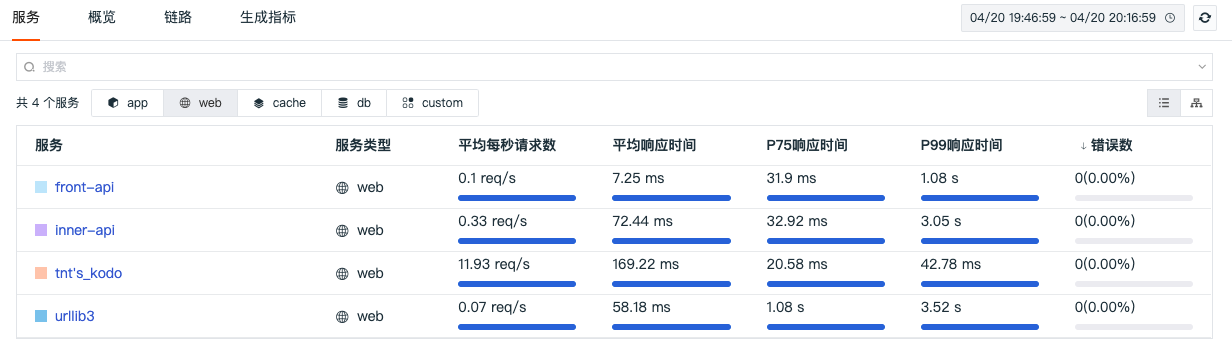 服务 概览 链路 生成指标 04/20 19:46:59 ~ 04/20 20:16:59
搜索
共 4 个服务 app web cache db custom
服务 服务类型 平均每秒请求数 平均响应时间 P75响应时间 P99响应时间 ↓ 错误数
front-api web 0.1 req/s 7.25 ms 31.9 ms 1.08 s 0(0.00%)
inner-api web 0.33 req/s 72.44 ms 32.92 ms 3.05 s 0(0.00%)
tnt's_kodo web 11.93 req/s 169.22 ms 20.58 ms 42.78 ms 0(0.00%)
urllib3 web 0.07 req/s 58.18 ms 1.08 s 3.52 s 0(0.00%)